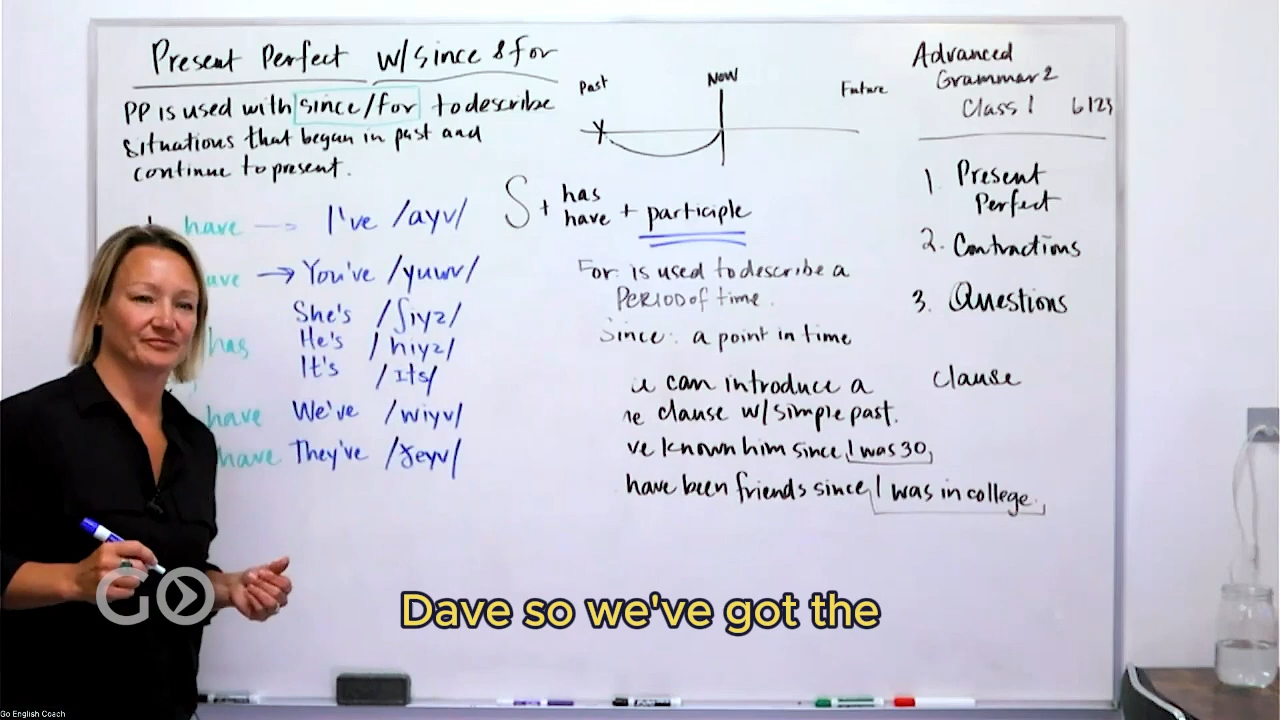 Present Perfect w/since & for
PP is used with since/for to describe
situations that began in past and
continue to present.
have → I've /ayv/
→ You've /yuwv/
She's /ʃiyz/
has He's /hiyz/
It's /Its/
have We've /wiyv/
have They've /ðeyv/
Past Now Future
S + has
have + participle
For: is used to describe a
PERIOD of time.
Since: a point in time
can introduce a
clause w/simple past.
known him since I was 30.
have been friends since I was in college.
Advanced
Grammar 2
Class 1 6123
1. Present
Perfect
2. Contractions
3. Questions
clause
GO
Dave so we've got the
Go English Coach